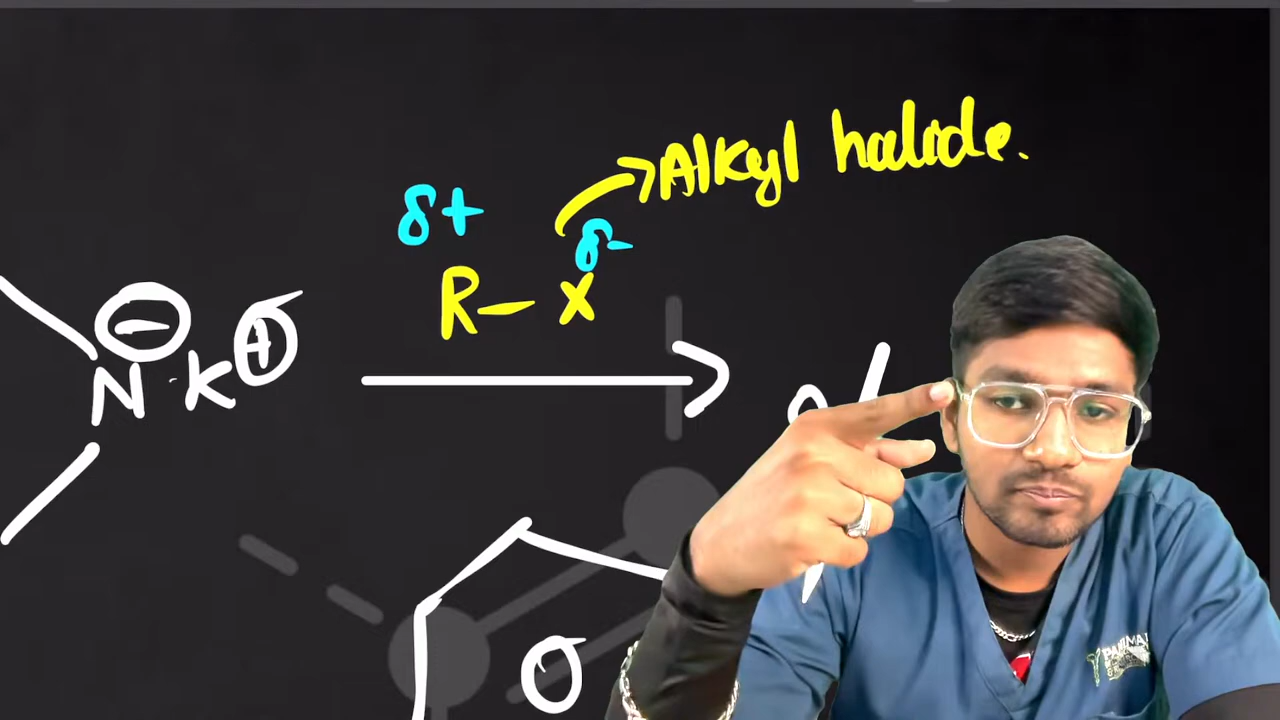 Alkyl halide.
δ+
δ-
R - X
N⊖ K⊕